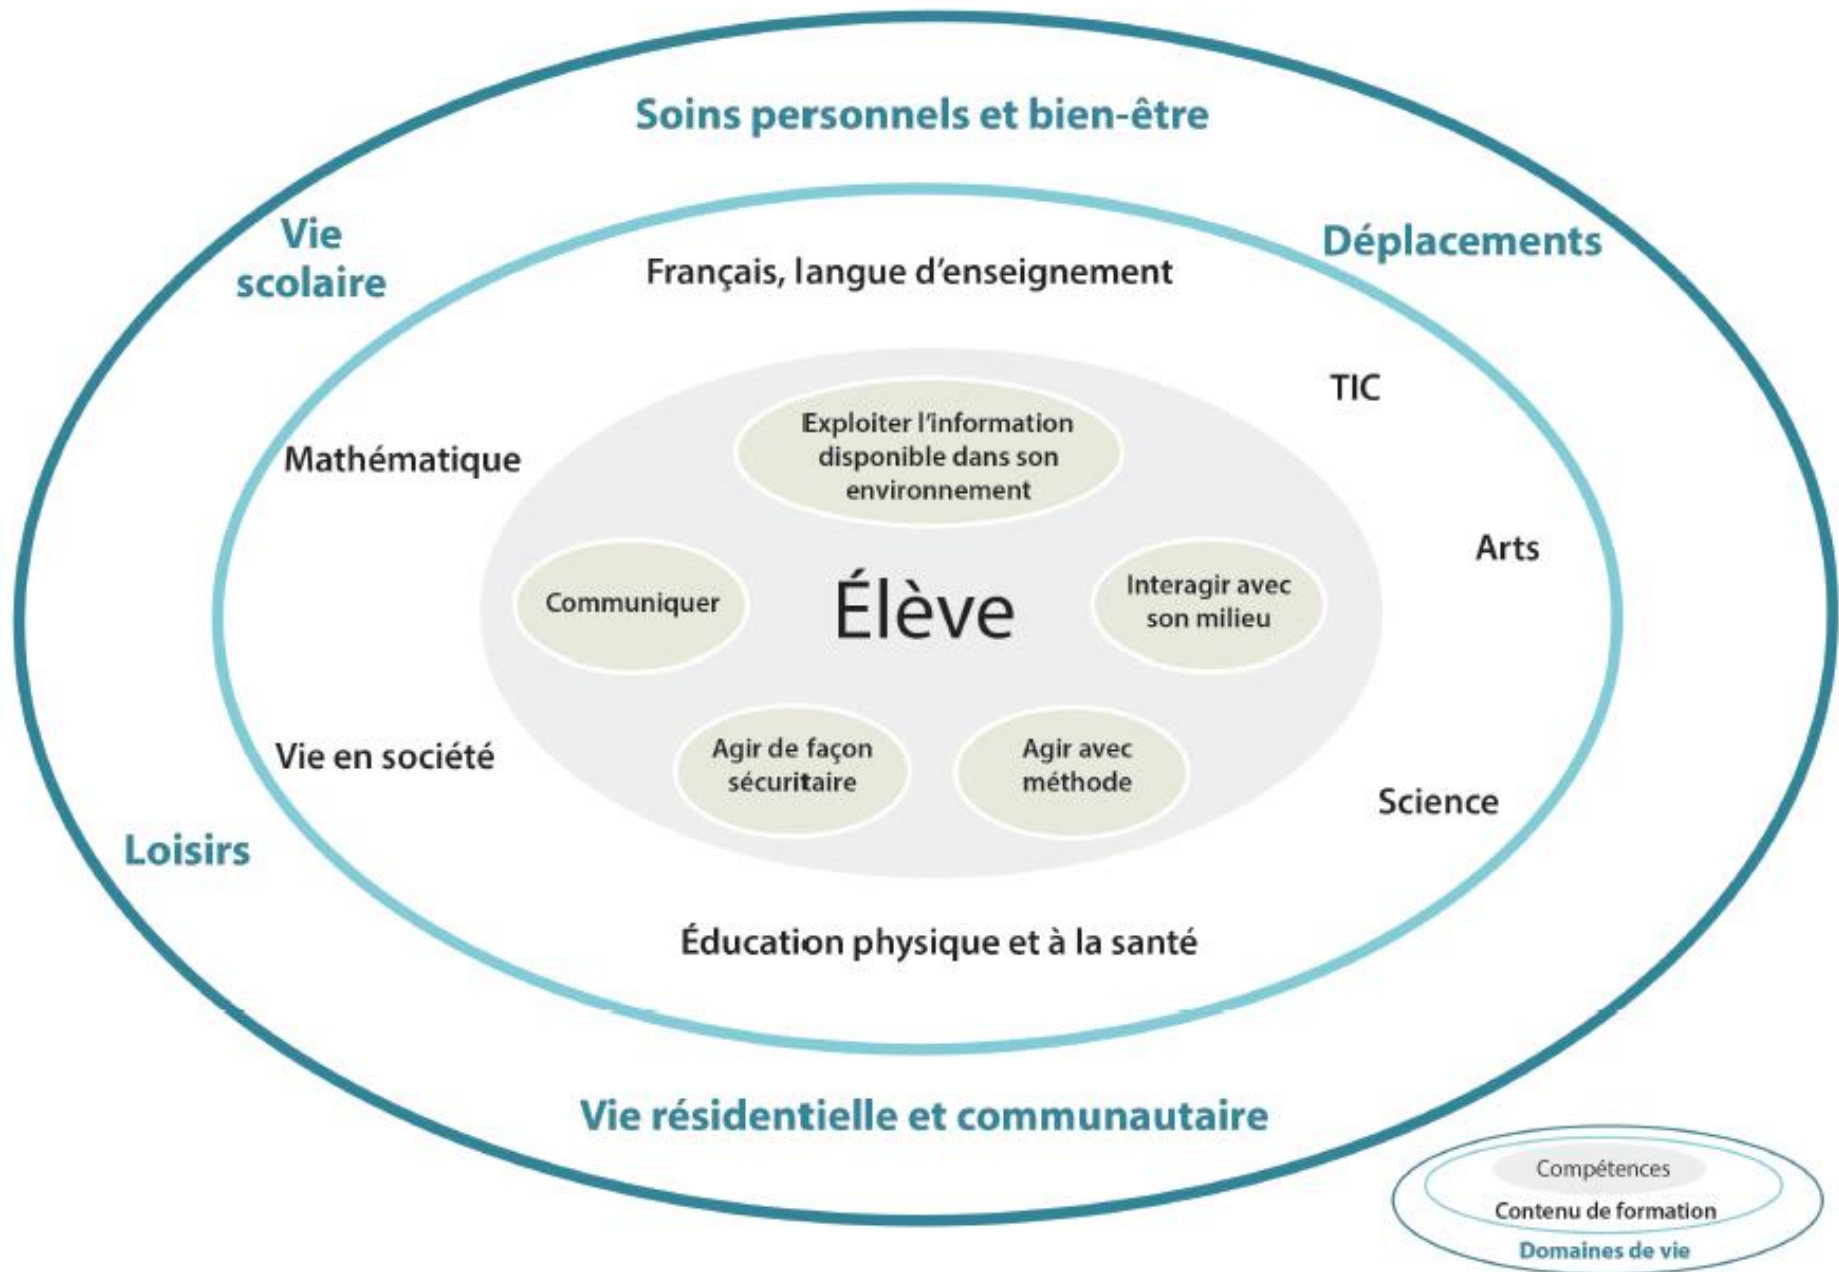 Soins personnels et bien-être
Vie
scolaire
Déplacements
Français, langue d'enseignement
TIC
Mathématique
Exploiter l'information
disponible dans son
environnement
Arts
Communiquer
Élève
Interagir avec
son milieu
Vie en société
Agir de façon
sécuritaire
Agir avec
méthode
Science
Loisirs
Éducation physique et à la santé
Vie résidentielle et communautaire
Compétences
Contenu de formation
Domaines de vie